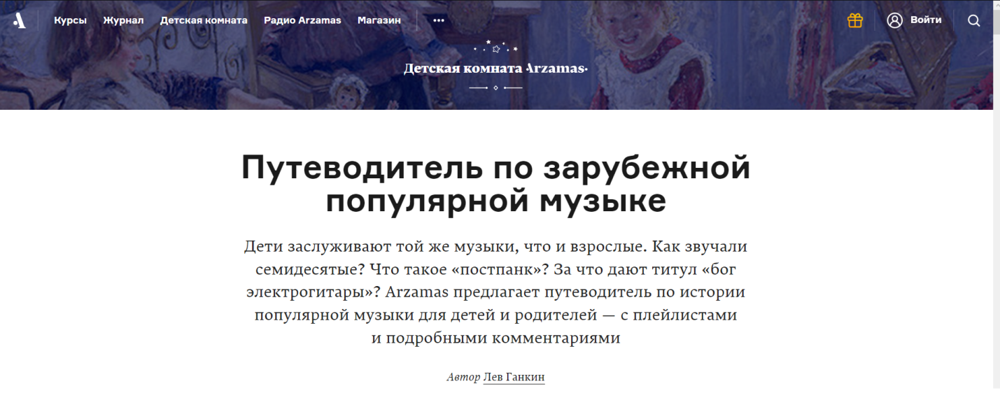 Курсы Журнал Детская комната Радио Arzamas Магазин ••• Войти
Детская комната Arzamas
Путеводитель по зарубежной
популярной музыке
Дети заслуживают той же музыки, что и взрослые. Как звучали
семидесятые? Что такое «постпанк»? За что дают титул «бог
электрогитары»? Arzamas предлагает путеводитель по истории
популярной музыки для детей и родителей — с плейлистами
и подробными комментариями
Автор Лев Ганкин